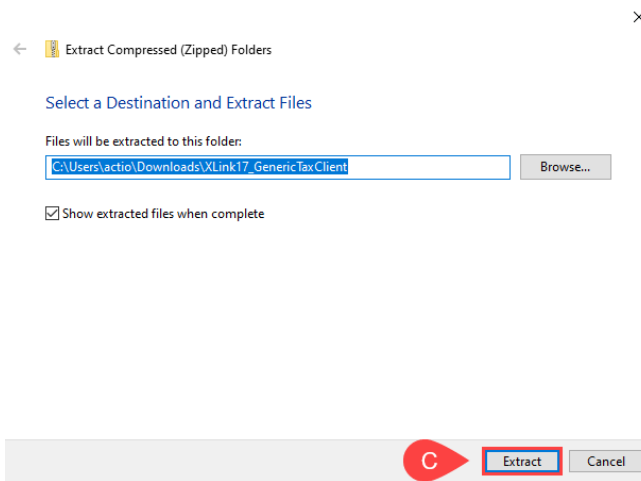 Extract Compressed (Zipped) Folders
Select a Destination and Extract Files
Files will be extracted to this folder:
C:\Users\actio\Downloads\XLink17_GenericTaxClient
Browse...
Show extracted files when complete
C
Extract
Cancel